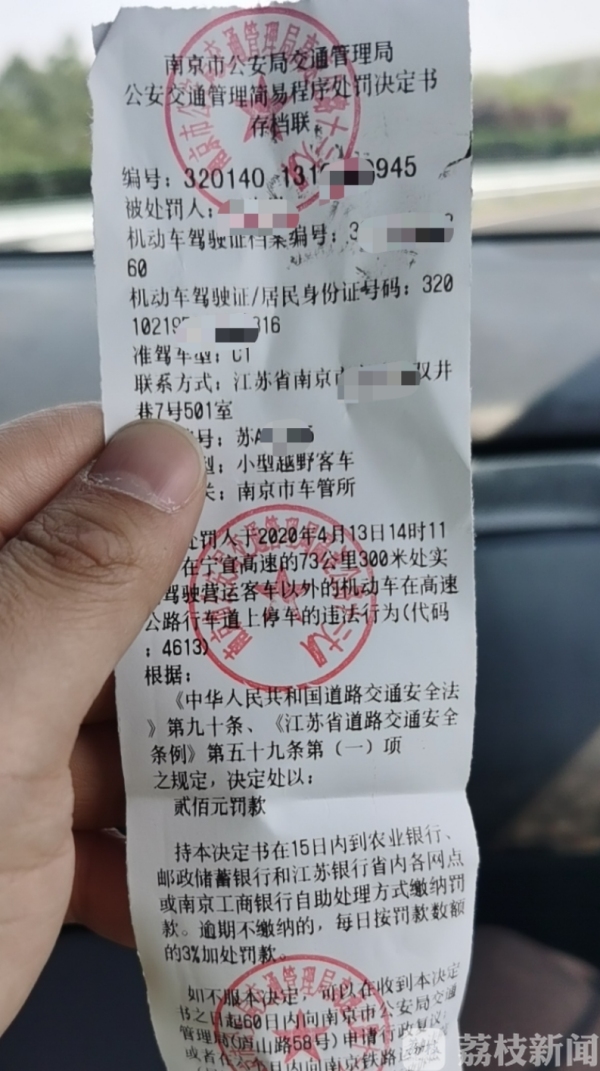 南京市公安局交通管理局
公安交通管理简易程序处罚决定书
存档联
编号：320140 131 945
被处罚人：
机动车驾驶证档案编号：3
60
机动车驾驶证/居民身份证号码：320
102197 816
准驾车型：C1
联系方式：江苏省南京市 双井
巷7号501室
号：苏A
型：小型越野客车
关：南京市车管所
处罚人于2020年4月13日14时11
在宁宣高速的73公里300米处实
驾驶营运客车以外的机动车在高速
公路行车道上停车的违法行为(代码
：4613)
根据：
《中华人民共和国道路交通安全法
》第九十条、《江苏省道路交通安全
条例》第五十九条第（一）项
之规定，决定处以：
贰佰元罚款
持本决定书在15日内到农业银行、
邮政储蓄银行和江苏银行省内各网点
或南京工商银行自助处理方式缴纳罚
款。逾期不缴纳的，每日按罚款数额
的3%加处罚款。
如不服本决定，可以在收到本决定
书之日起60日内向南京市公安局交通
管理局(庐山路58号)申请行政复议；
或者在 个月内向南京铁路运
荔枝新闻